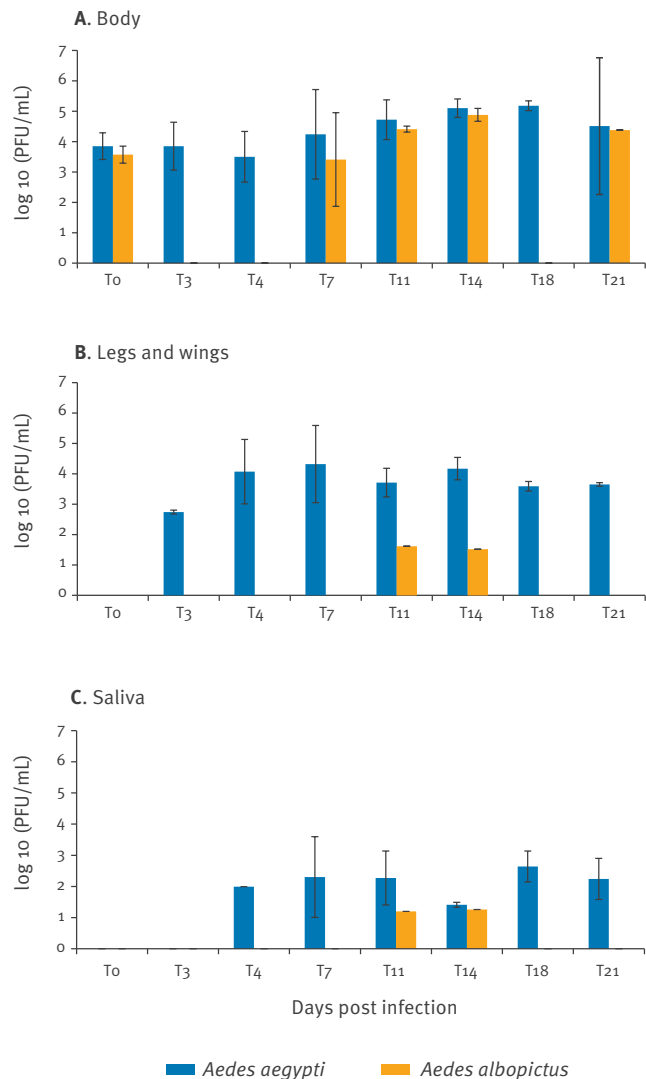 A. Body
log 10 (PFU/mL)
7
6
5
4
3
2
1
0
T0 T3 T4 T7 T11 T14 T18 T21
B. Legs and wings
log 10 (PFU/mL)
7
6
5
4
3
2
1
0
T0 T3 T4 T7 T11 T14 T18 T21
C. Saliva
log 10 (PFU/mL)
7
6
5
4
3
2
1
0
T0 T3 T4 T7 T11 T14 T18 T21
Days post infection
Aedes aegypti Aedes albopictus